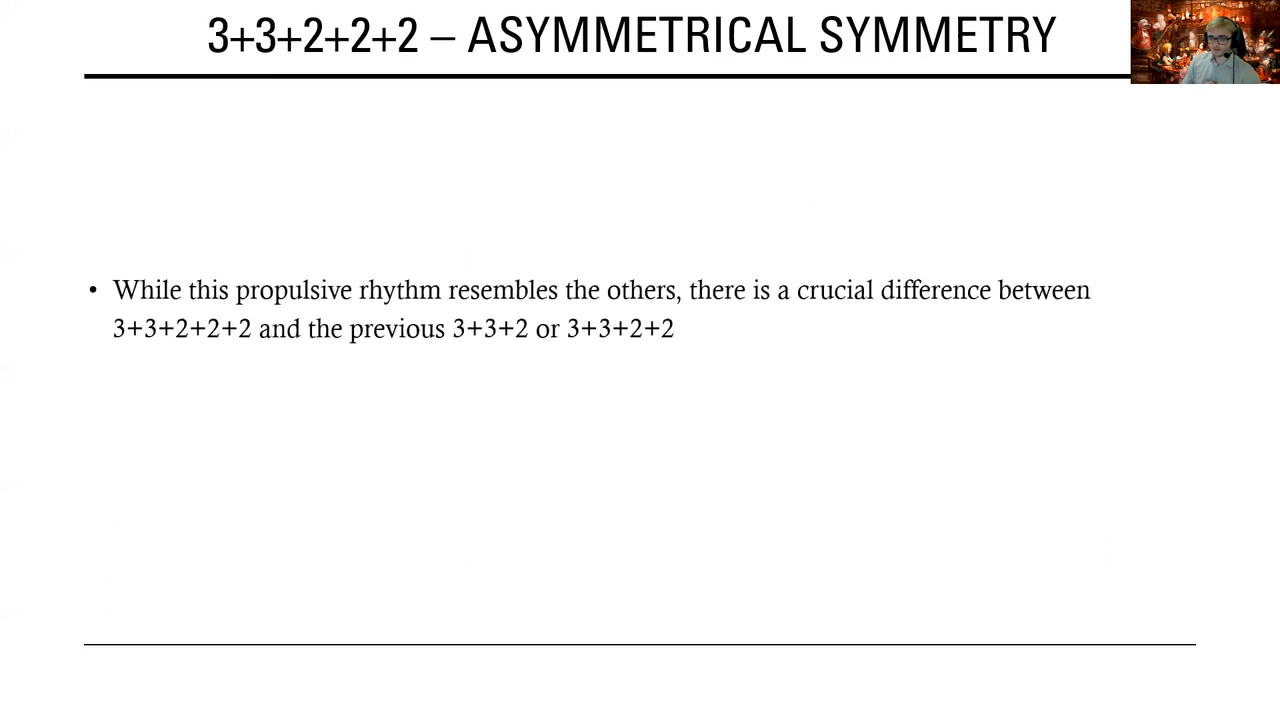 3+3+2+2+2 – ASYMMETRICAL SYMMETRY
• While this propulsive rhythm resembles the others, there is a crucial difference between
3+3+2+2+2 and the previous 3+3+2 or 3+3+2+2